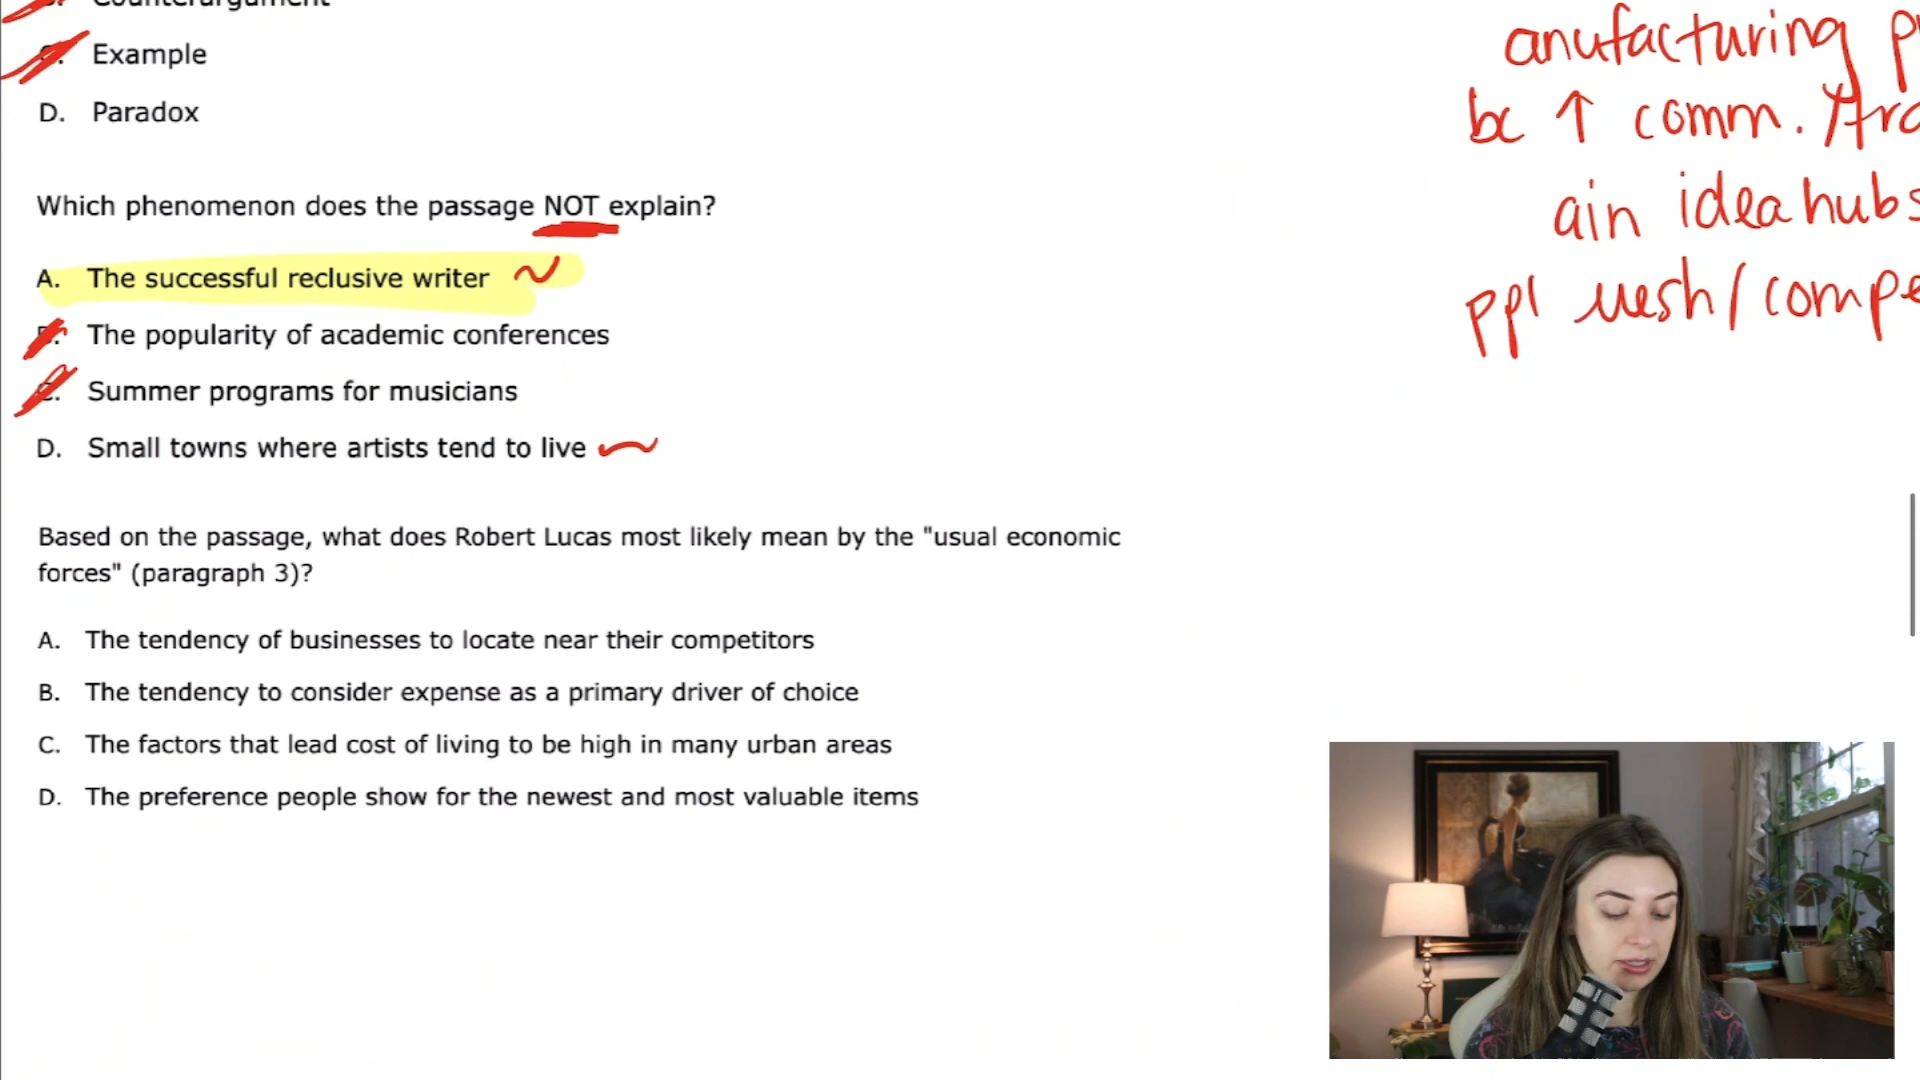 Example
D. Paradox
anufacturing
bc ↑ comm.
ain idea hubs
ppl mesh/compe
Which phenomenon does the passage NOT explain?
A. The successful reclusive writer
The popularity of academic conferences
Summer programs for musicians
D. Small towns where artists tend to live
Based on the passage, what does Robert Lucas most likely mean by the "usual economic
forces" (paragraph 3)?
A. The tendency of businesses to locate near their competitors
B. The tendency to consider expense as a primary driver of choice
C. The factors that lead cost of living to be high in many urban areas
D. The preference people show for the newest and most valuable items